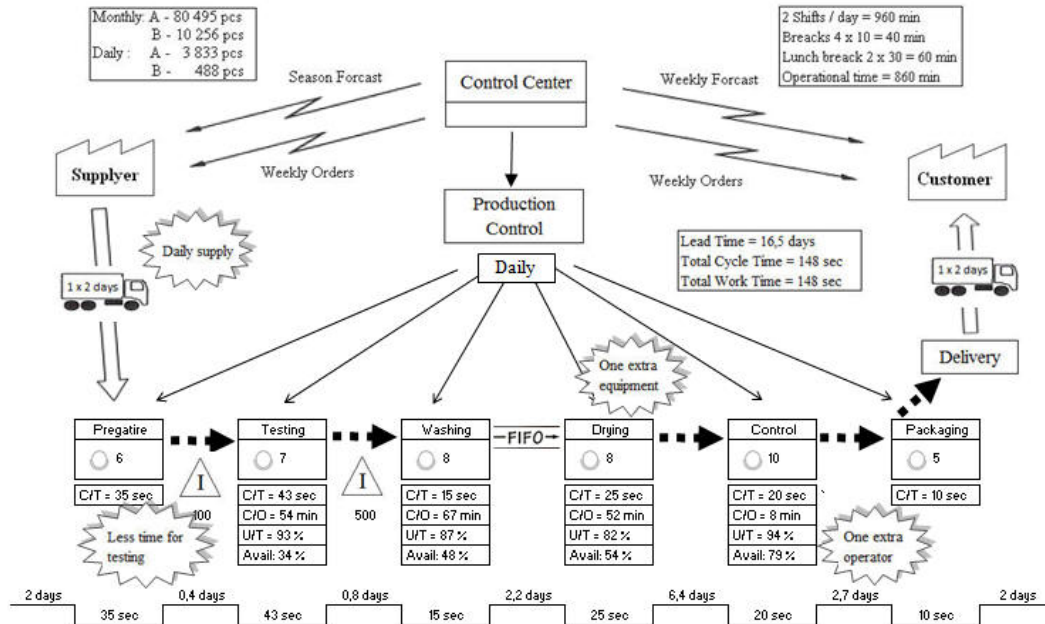 Monthly: A - 80 495 pcs
B - 10 256 pcs
Daily : A - 3 833 pcs
B - 488 pcs
Season Forcast
Control Center
Weekly Forcast
2 Shifts / day = 960 min
Breacks 4 x 10 = 40 min
Lunch breack 2 x 30 = 60 min
Operational time = 860 min
Supplyer
Weekly Orders
Weekly Orders
Customer
Production
Control
Daily supply
Lead Time = 16,5 days
Total Cycle Time = 148 sec
Total Work Time = 148 sec
Daily
1 x 2 days
1 x 2 days
One extra
equipment
Delivery
Pregatire
Testing
Washing
FIFO
Drying
Control
Packaging
6
I
7
I
8
8
10
5
C/T = 35 sec
C/T = 43 sec
C/T = 15 sec
C/T = 25 sec
C/T = 20 sec
C/T = 10 sec
500
C/O = 54 min
C/O = 67 min
C/O = 52 min
C/O = 8 min
U/T = 93 %
U/T = 87 %
U/T = 82 %
U/T = 94 %
Avail: 34 %
Avail: 48 %
Avail: 54 %
Avail: 79 %
Less time for
testing
One extra
operator
2 days
0,4 days
0,8 days
2,2 days
6,4 days
2,7 days
2 days
35 sec
43 sec
15 sec
25 sec
20 sec
10 sec